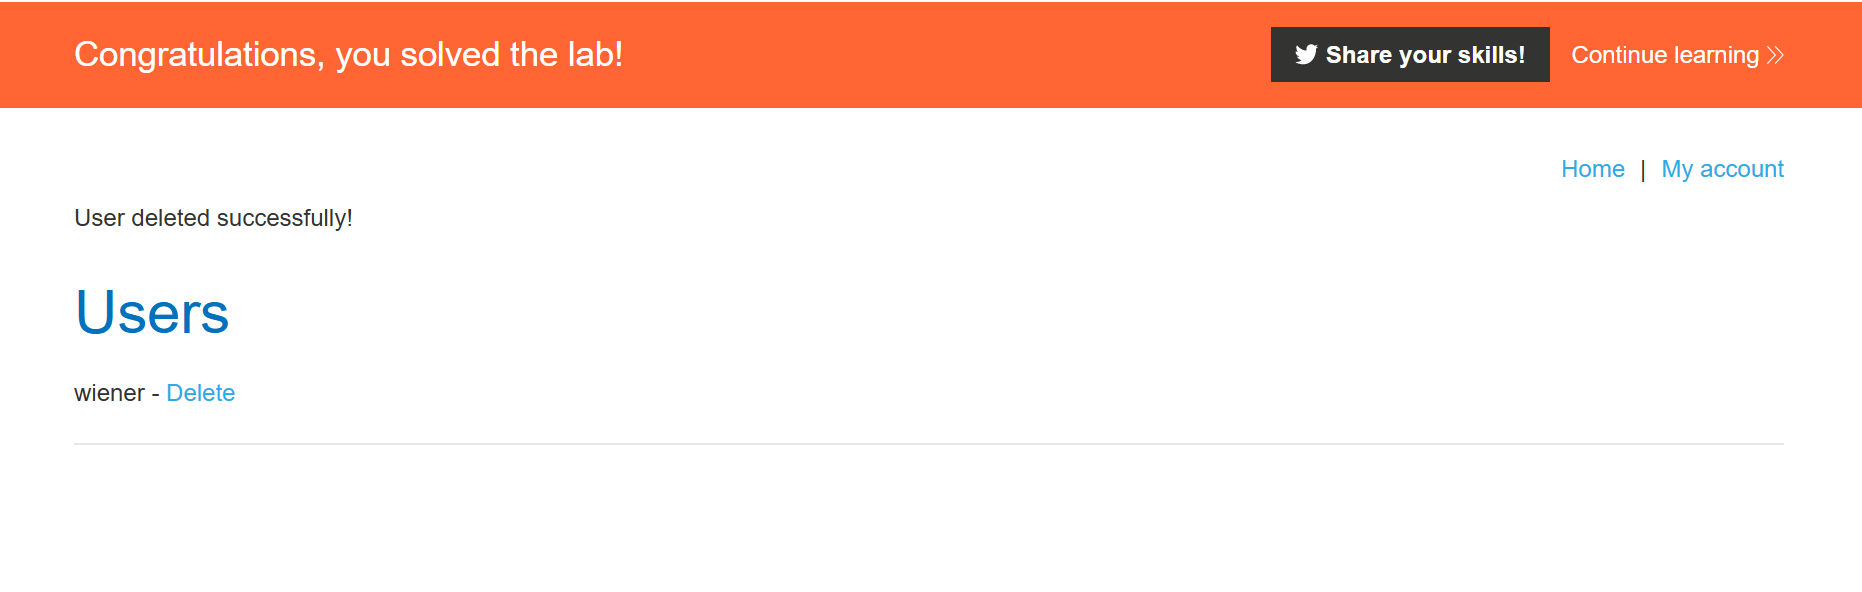 Congratulations, you solved the lab!
Share your skills!
Continue learning
Home | My account
User deleted successfully!
Users
wiener - Delete